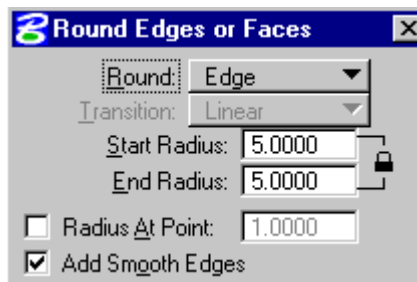 Round Edges or Faces
Round: Edge
Transition: Linear
Start Radius: 5.0000
End Radius: 5.0000
Radius At Point: 1.0000
Add Smooth Edges